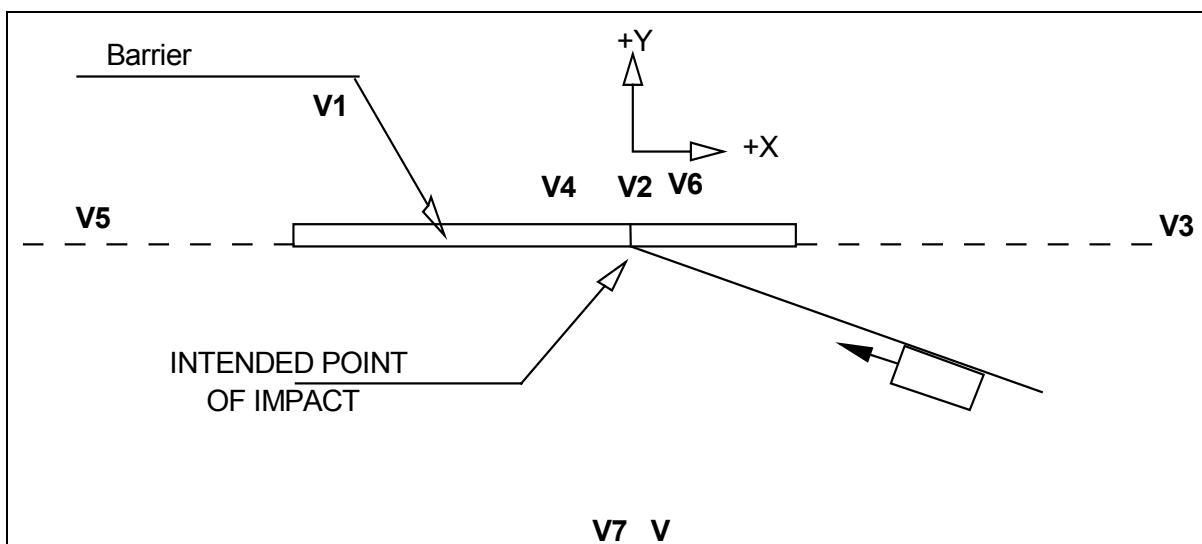 +Y
Barrier
V1
+X
V4 V2 V6
V5
V3
INTENDED POINT
OF IMPACT
V7 V